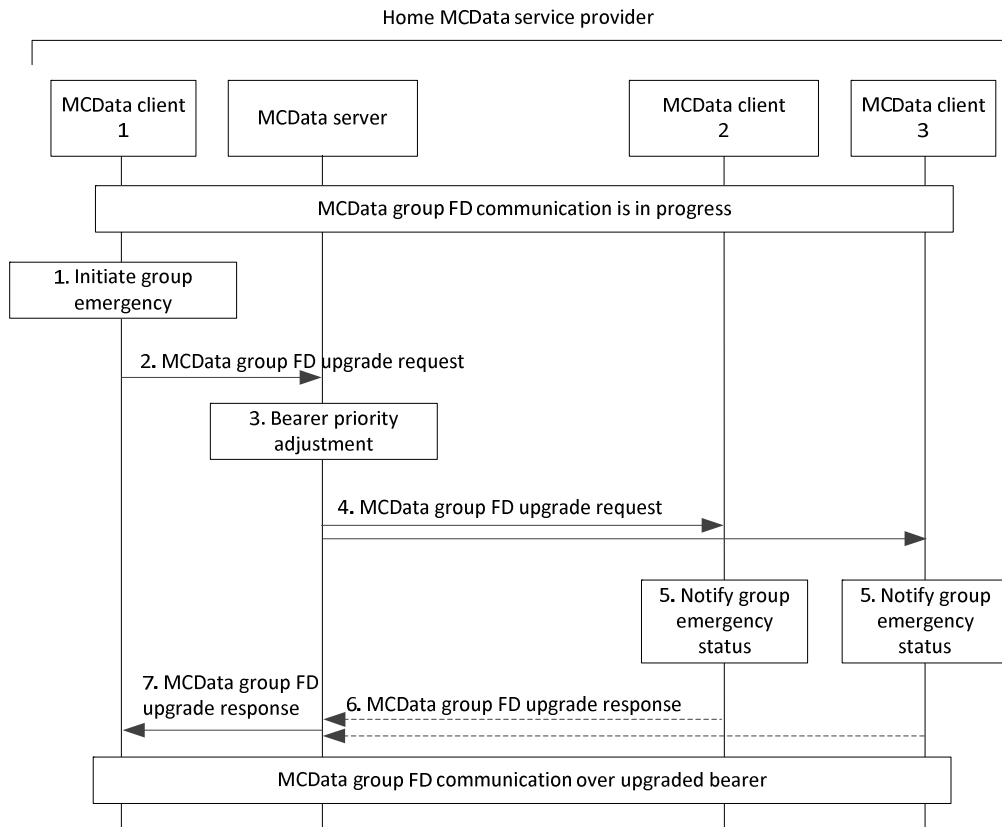 Home MCData service provider
MCData client
1
MCData server
MCData client
2
MCData client
3
MCData group FD communication is in progress
1. Initiate group
emergency
2. MCData group FD upgrade request
3. Bearer priority
adjustment
4. MCData group FD upgrade request
5. Notify group
emergency
status
5. Notify group
emergency
status
7. MCData group FD
upgrade response
6. MCData group FD upgrade response
MCData group FD communication over upgraded bearer